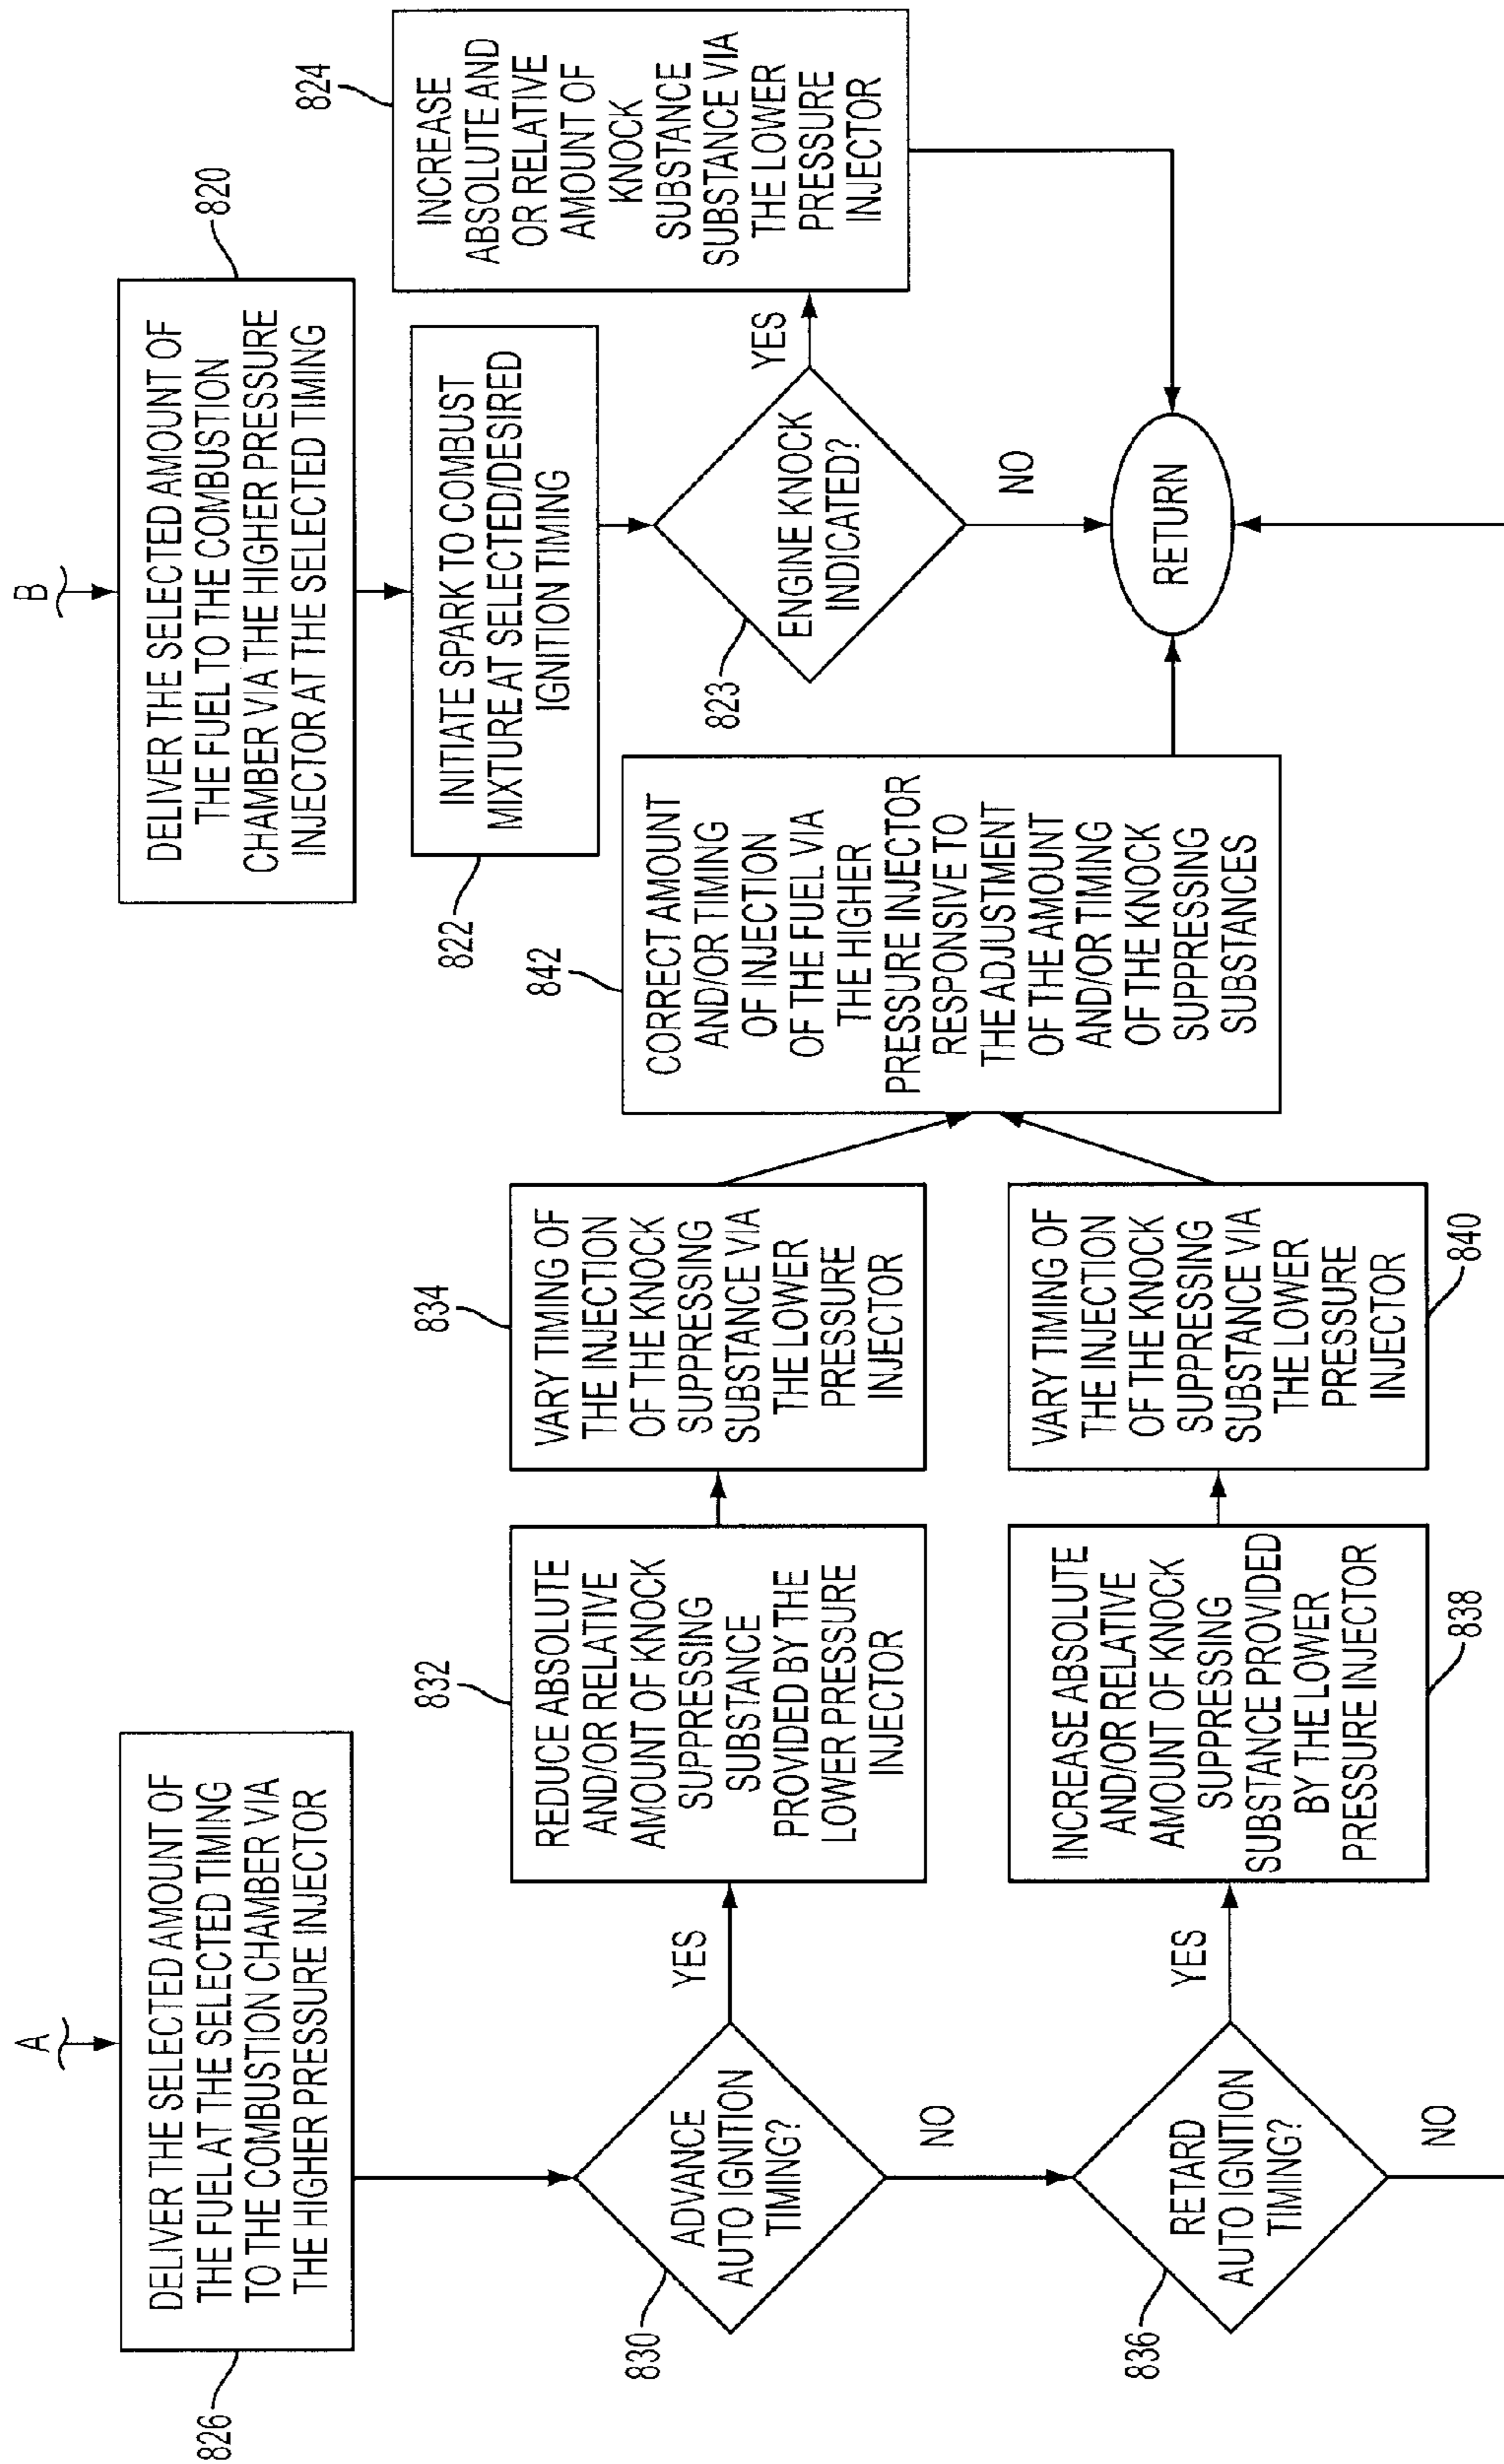 A
826
DELIVER THE SELECTED AMOUNT OF
THE FUEL AT THE SELECTED TIMING
TO THE COMBUSTION CHAMBER VIA
THE HIGHER PRESSURE INJECTOR
830
ADVANCE
AUTO IGNITION
TIMING?
YES
NO
832
REDUCE ABSOLUTE
AND/OR RELATIVE
AMOUNT OF KNOCK
SUPPRESSING
SUBSTANCE
PROVIDED BY THE
LOWER PRESSURE
INJECTOR
834
VARY TIMING OF
THE INJECTION
OF THE KNOCK
SUPPRESSING
SUBSTANCE VIA
THE LOWER
PRESSURE
INJECTOR
836
RETARD
AUTO IGNITION
TIMING?
YES
NO
INCREASE ABSOLUTE
AND/OR RELATIVE
AMOUNT OF KNOCK
SUPPRESSING
SUBSTANCE PROVIDED
BY THE LOWER
PRESSURE INJECTOR
838
VARY TIMING OF
THE INJECTION
OF THE KNOCK
SUPPRESSING
SUBSTANCE VIA
THE LOWER
PRESSURE
INJECTOR
840
842
CORRECT AMOUNT
AND/OR TIMING
OF INJECTION
OF THE FUEL VIA
THE HIGHER
PRESSURE INJECTOR
RESPONSIVE TO
THE ADJUSTMENT
OF THE AMOUNT
AND/OR TIMING
OF THE KNOCK
SUPPRESSING
SUBSTANCES
B
820
DELIVER THE SELECTED AMOUNT OF
THE FUEL TO THE COMBUSTION
CHAMBER VIA THE HIGHER PRESSURE
INJECTOR AT THE SELECTED TIMING
822
INITIATE SPARK TO COMBUST
MIXTURE AT SELECTED/DESIRED
IGNITION TIMING
823
ENGINE KNOCK
INDICATED?
YES
NO
824
INCREASE
ABSOLUTE AND
OR RELATIVE
AMOUNT OF
KNOCK
SUBSTANCE
SUBSTANCE VIA
THE LOWER
PRESSURE
INJECTOR
RETURN